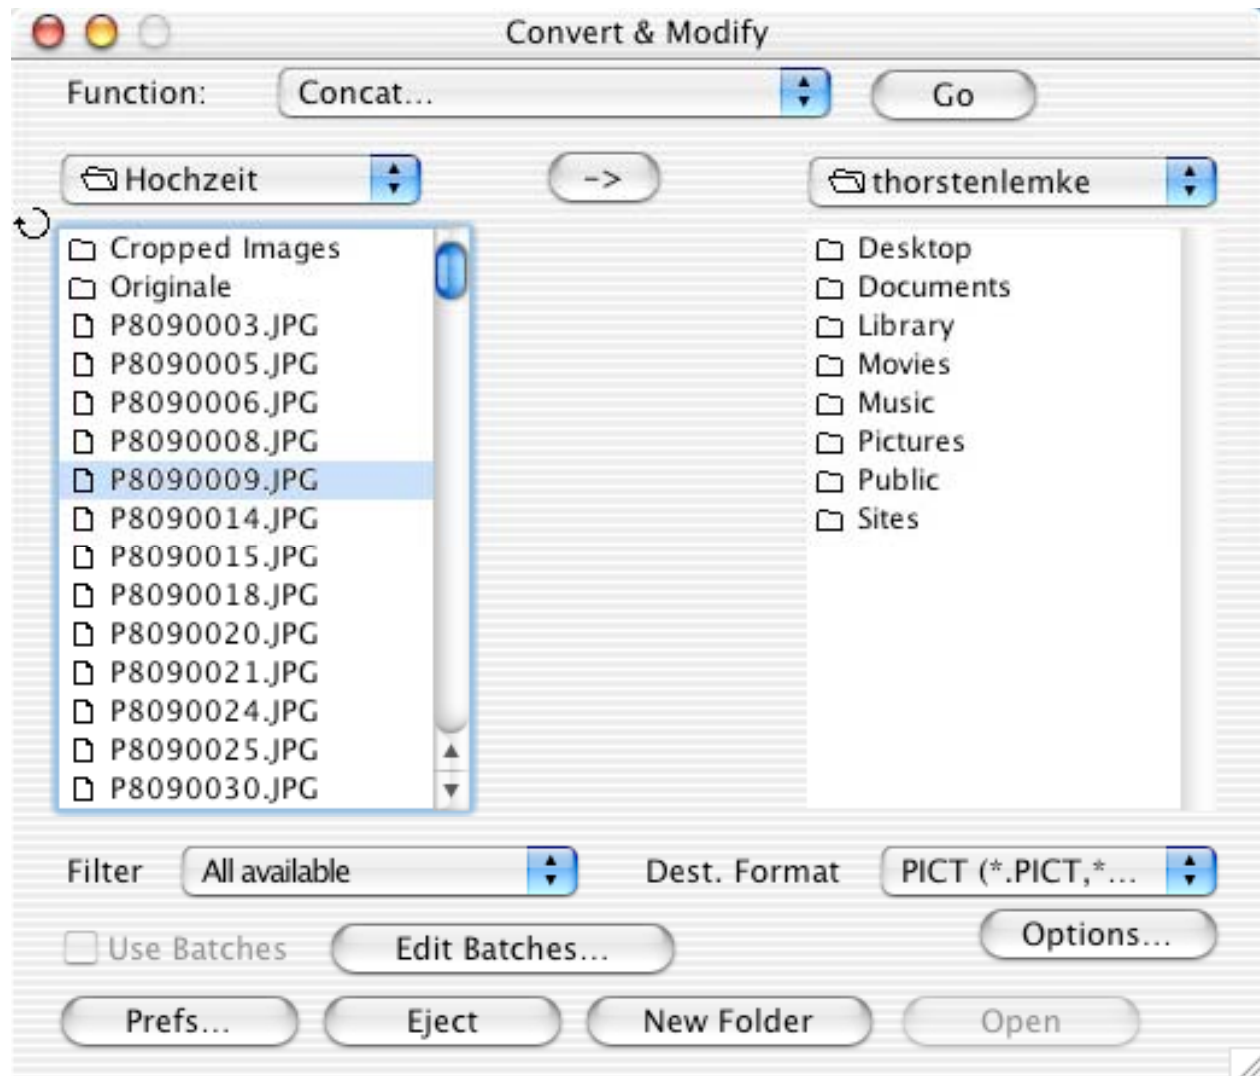 Convert & Modify
Function: Concat... Go
Hochzeit -> thorstenlemke
Cropped Images
Originale
P8090003.JPG
P8090005.JPG
P8090006.JPG
P8090008.JPG
P8090009.JPG
P8090014.JPG
P8090015.JPG
P8090018.JPG
P8090020.JPG
P8090021.JPG
P8090024.JPG
P8090025.JPG
P8090030.JPG
Desktop
Documents
Library
Movies
Music
Pictures
Public
Sites
Filter All available Dest. Format PICT (*.PICT,*...
Use Batches Edit Batches... Options...
Prefs... Eject New Folder Open